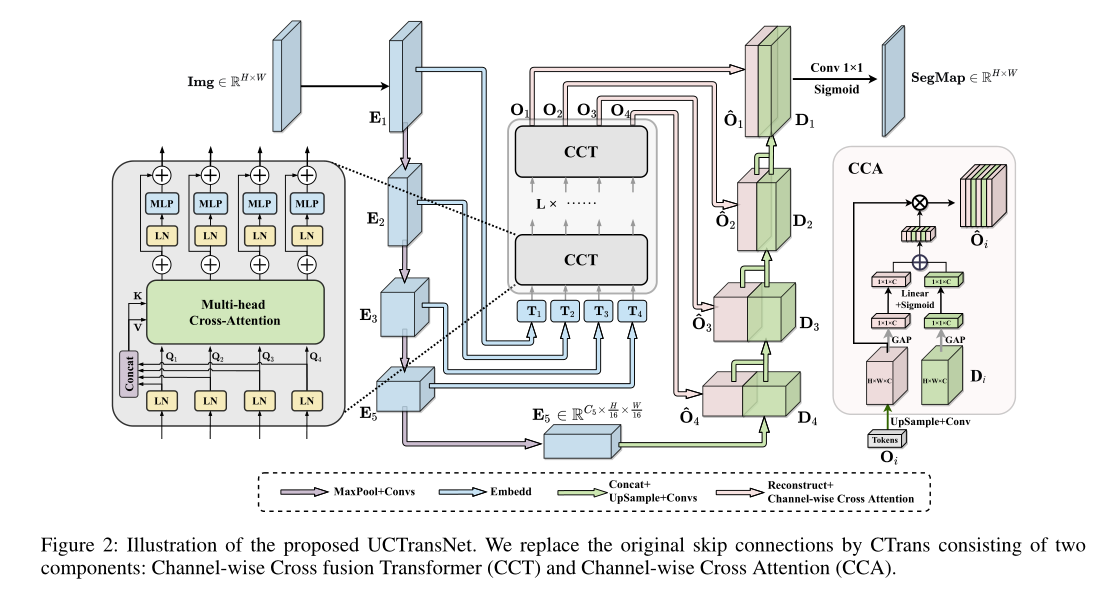 Img ∈ ℝ^{H×W}
E₁
E₂
E₃
E₅
E₅ ∈ ℝ^{C₅×H/16×W/16}
O₁ O₂ O₃ O₄
CCT
L × ······
CCT
T₁ T₂ T₃ T₄
Ô₁ D₁
Ô₂ D₂
Ô₃ D₃
Ô₄ D₄
Conv 1×1
Sigmoid
SegMap ∈ ℝ^{H×W}
MLP MLP MLP MLP
LN LN LN LN
K
V
Multi-head
Cross-Attention
Concat
Q₁ Q₂ Q₃ Q₄
LN LN LN LN
CCA
Ôᵢ
1×1×C 1×1×C
Linear
+Sigmoid
1×1×C 1×1×C
GAP GAP
H×W×C H×W×C
Dᵢ
UpSample+Conv
Tokens
Oᵢ
MaxPool+Convs
Embedd
Concat+
UpSample+Convs
Reconstruct+
Channel-wise Cross Attention
Figure 2: Illustration of the proposed UCTransNet. We replace the original skip connections by CTrans consisting of two
components: Channel-wise Cross fusion Transformer (CCT) and Channel-wise Cross Attention (CCA).